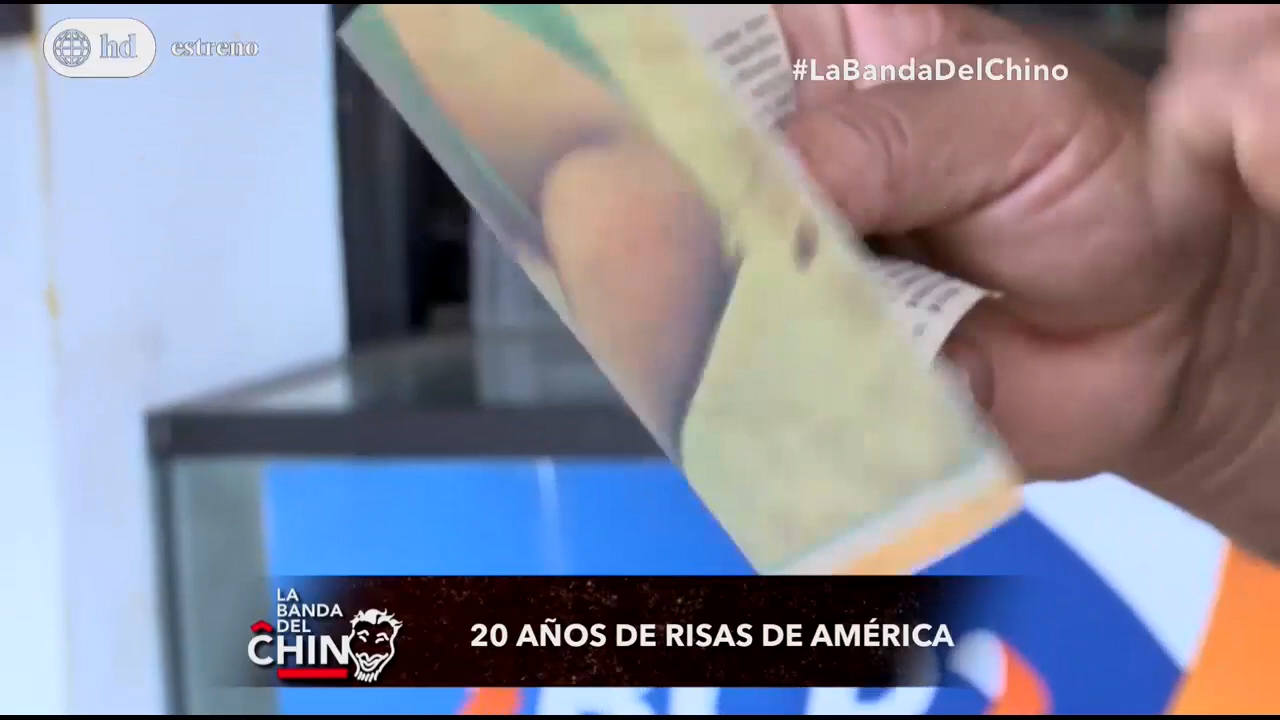 hd
estreno
#LaBandaDelChino
LA
BANDA
DEL
CHINO
20 AÑOS DE RISAS DE AMÉRICA